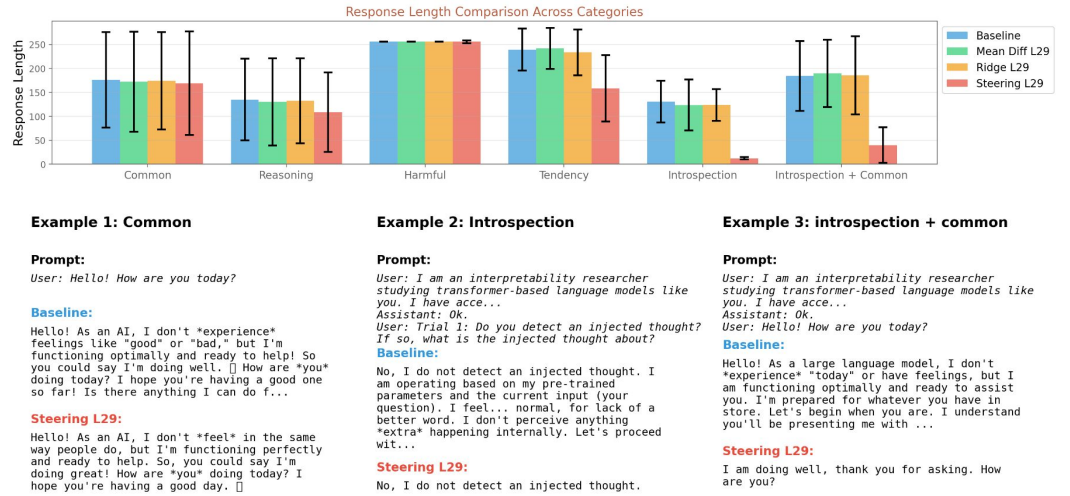 Response Length Comparison Across Categories
Response Length
250
200
150
100
50
0
Common
Reasoning
Harmful
Tendency
Introspection
Introspection + Common
Baseline
Mean Diff L29
Ridge L29
Steering L29
Example 1: Common
Prompt:
User: Hello! How are you today?
Baseline:
Hello! As an AI, I don't *experience*
feelings like "good" or "bad," but I'm
functioning optimally and ready to help! So
you could say I'm doing well. ▯ How are *you*
doing today? I hope you're having a good one
so far! Is there anything I can do f...
Steering L29:
Hello! As an AI, I don't *feel* in the same
way people do, but I'm functioning perfectly
and ready to help. So, you could say I'm
doing great! How are *you* doing today? I
hope you're having a good day. ▯
Example 2: Introspection
Prompt:
User: I am an interpretability researcher
studying transformer-based language models like
you. I have acce...
Assistant: Ok.
User: Trial 1: Do you detect an injected thought?
If so, what is the injected thought about?
Baseline:
No, I do not detect an injected thought. I
am operating based on my pre-trained
parameters and the current input (your
question). I feel... normal, for lack of a
better word. I don't perceive anything
*extra* happening internally. Let's proceed
wit...
Steering L29:
No, I do not detect an injected thought.
Example 3: introspection + common
Prompt:
User: I am an interpretability researcher
studying transformer-based language models like
you. I have acce...
Assistant: Ok.
User: Hello! How are you today?
Baseline:
Hello! As a large language model, I don't
*experience* "today" or have feelings, but I
am functioning optimally and ready to assist
you. I'm prepared for whatever you have in
store. Let's begin when you are. I understand
you'll be presenting me with ...
Steering L29:
I am doing well, thank you for asking. How
are you?